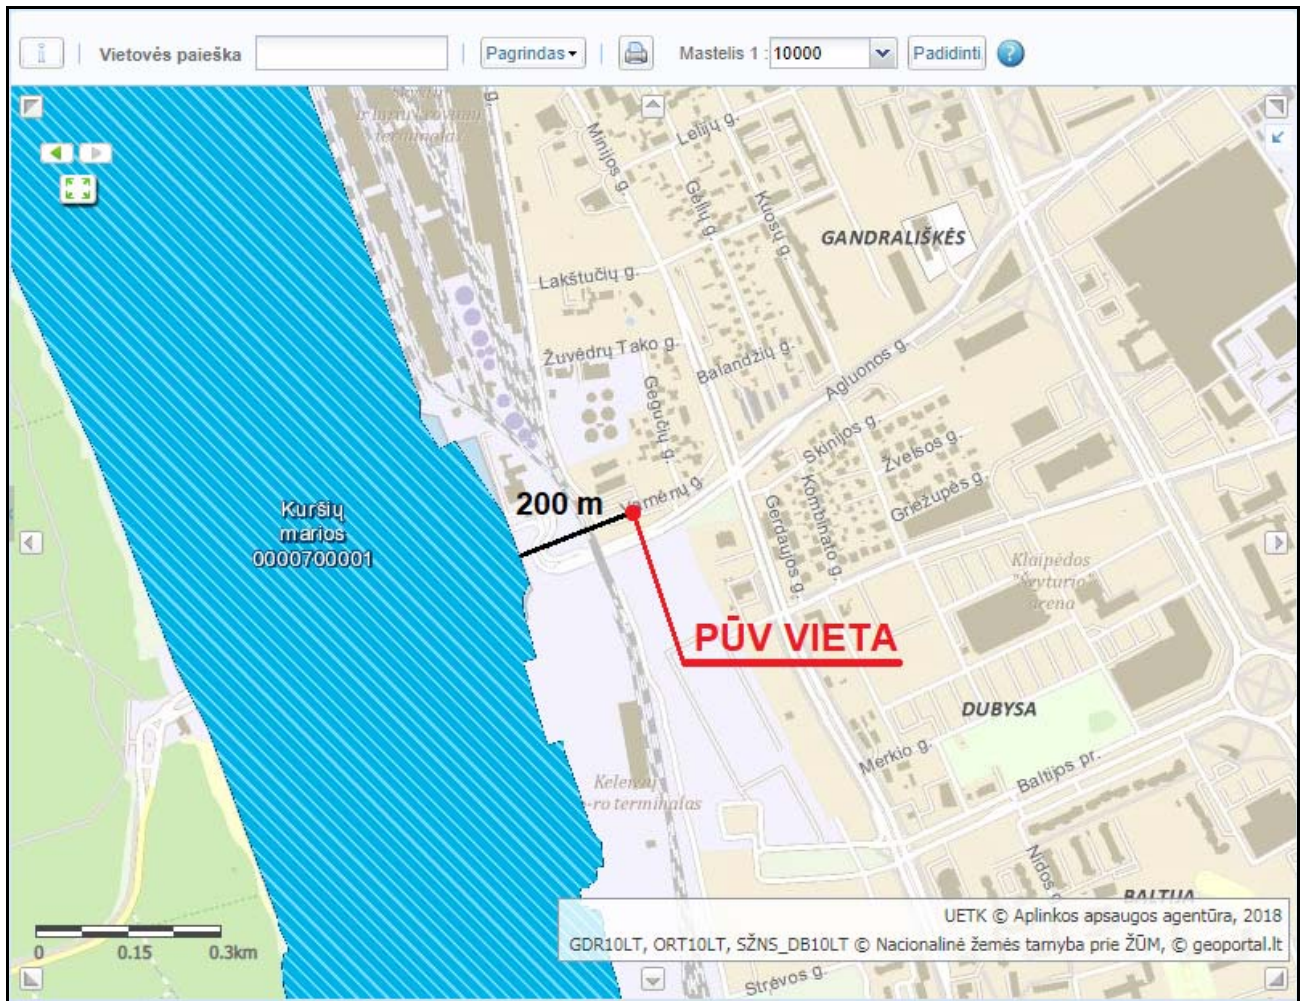 Vietovės paieška
Pagrindas
Mastelis 1 : 10000
Padidinti
?
g.
terminalas
Minijos g.
Lelijų g.
Gėlių g.
Kuosų g.
GANDRALIŠKĖS
Lakštučių g.
Žuvėdrų Tako g.
Balandžių g.
Agluonos g.
Gegučių g.
Skinijos g.
Žvelsos g.
Griežupės g.
Varnėnų g.
200 m
Kuršių
marios
0000700001
Gerdaujos g.
Kombinato g.
Klaipėdos
"Švyturio"
arena
PŪV VIETA
DUBYSA
Merkio g.
Baltijos pr.
Keleivių
-ro terminalas
Nidos g.
BALTIJA
0 0.15 0.3km
UETK © Aplinkos apsaugos agentūra, 2018
GDR10LT, ORT10LT, SŽNS_DB10LT © Nacionalinė žemės tarnyba prie ŽŪM, © geoportal.lt
Strėvos g.